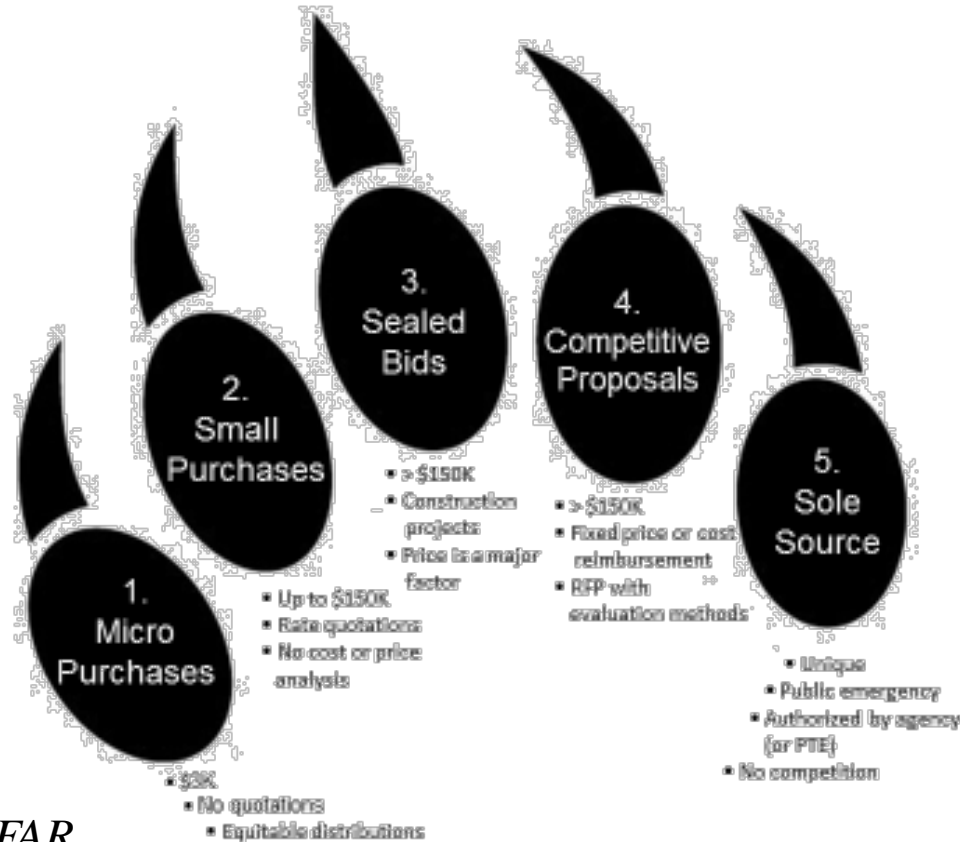 3.
Sealed
Bids
4.
Competitive
Proposals
2.
Small
Purchases
5.
Sole
Source
1.
Micro
Purchases
▪ > $150K
▪ Construction
projects
▪ Price is a major
factor
▪ > $150K
▪ Fixed price or cost
reimbursement
▪ RFP with
evaluation methods
▪ Up to $150K
▪ Rate quotations
▪ No cost or price
analysis
▪ Unique
▪ Public emergency
▪ Authorized by agency
(or PTE)
▪ No competition
▪ $3K
▪ No quotations
▪ Equitable distributions
FAR